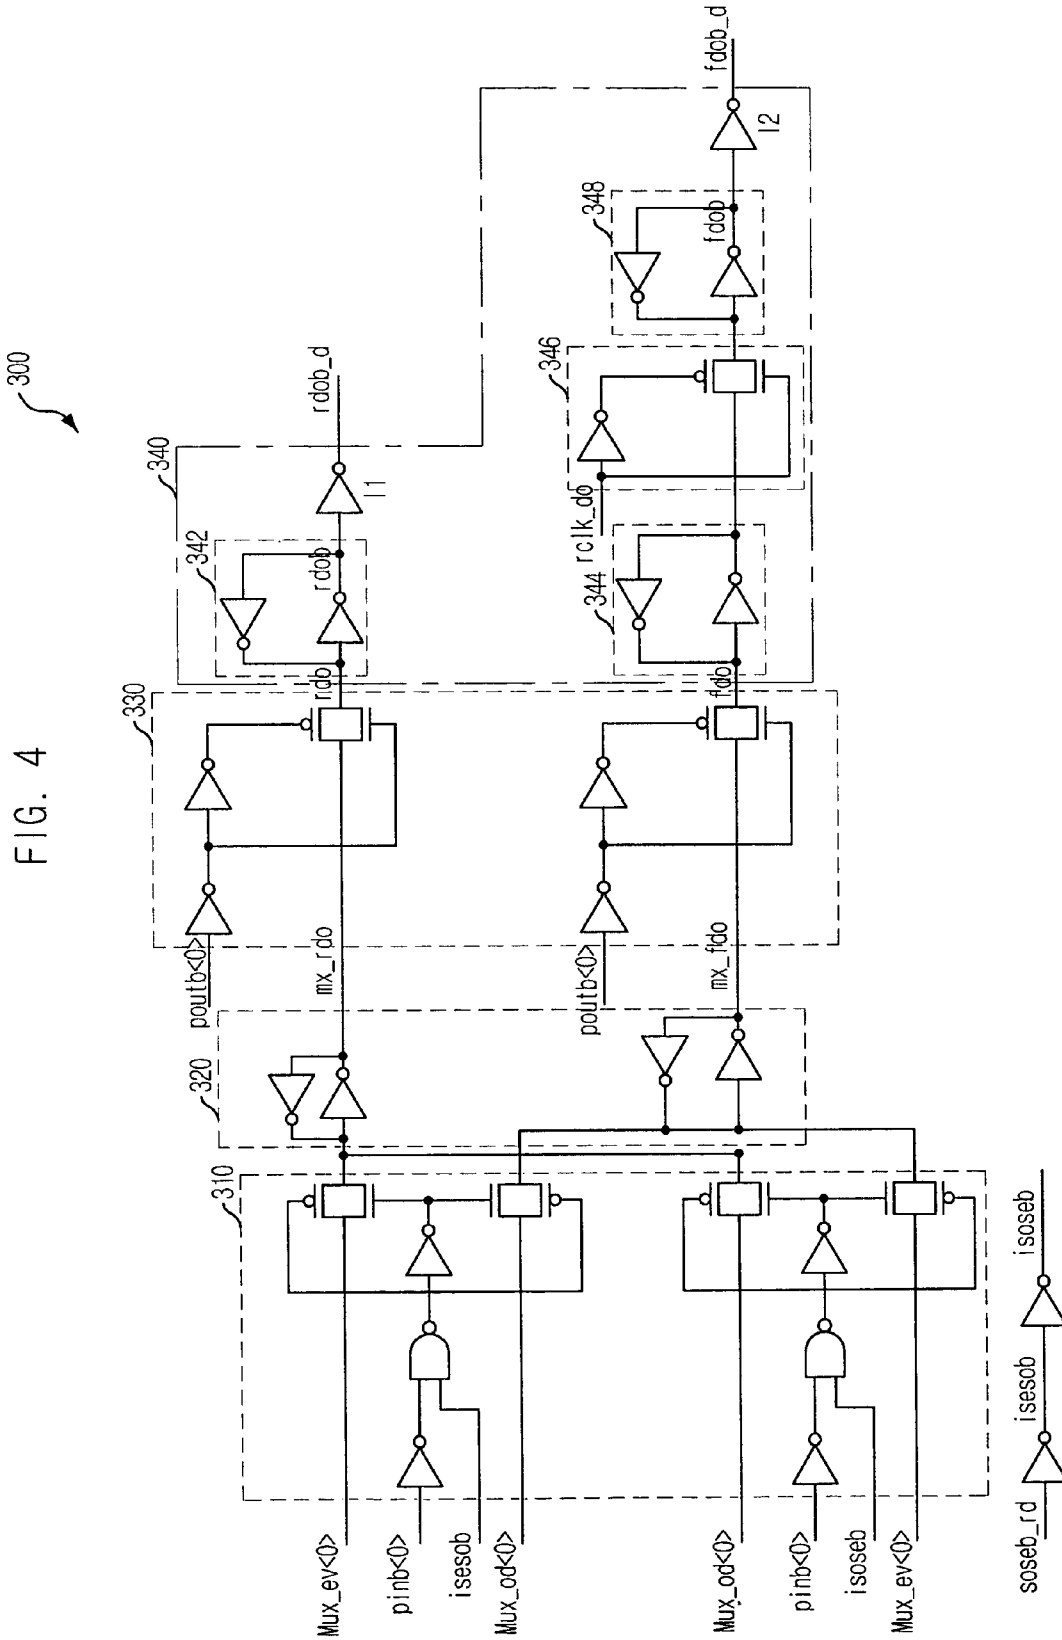 FIG. 4
300
310
320
330
340
342
344
346
348
Mux_ev<0>
pinb<0>
isesob
Mux_od<0>
Mux_od<0>
pinb<0>
isoseb
Mux_ev<0>
soseb_rd
isesob
isoseb
mx_rdo
mx_fdo
poutb<0>
poutb<0>
rdo
rdob
I1
rdob_d
fdo
rclk_do
fdob
I2
fdob_d